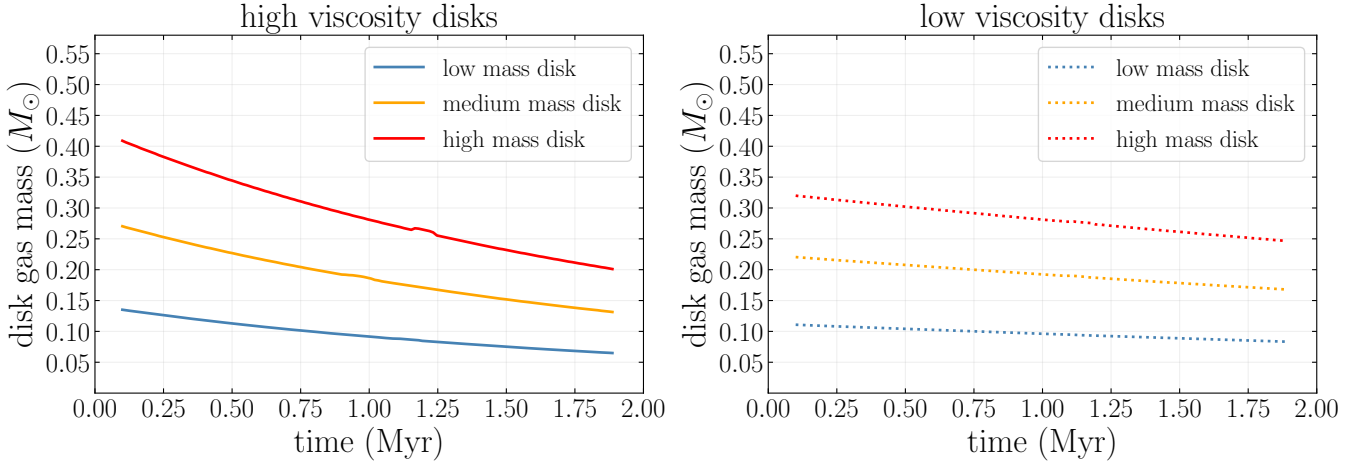 high viscosity disks
disk gas mass (M⊙)
0.55
0.50
0.45
0.40
0.35
0.30
0.25
0.20
0.15
0.10
0.05
low mass disk
medium mass disk
high mass disk
0.00 0.25 0.50 0.75 1.00 1.25 1.50 1.75 2.00
time (Myr)
low viscosity disks
disk gas mass (M⊙)
0.55
0.50
0.45
0.40
0.35
0.30
0.25
0.20
0.15
0.10
0.05
low mass disk
medium mass disk
high mass disk
0.00 0.25 0.50 0.75 1.00 1.25 1.50 1.75 2.00
time (Myr)